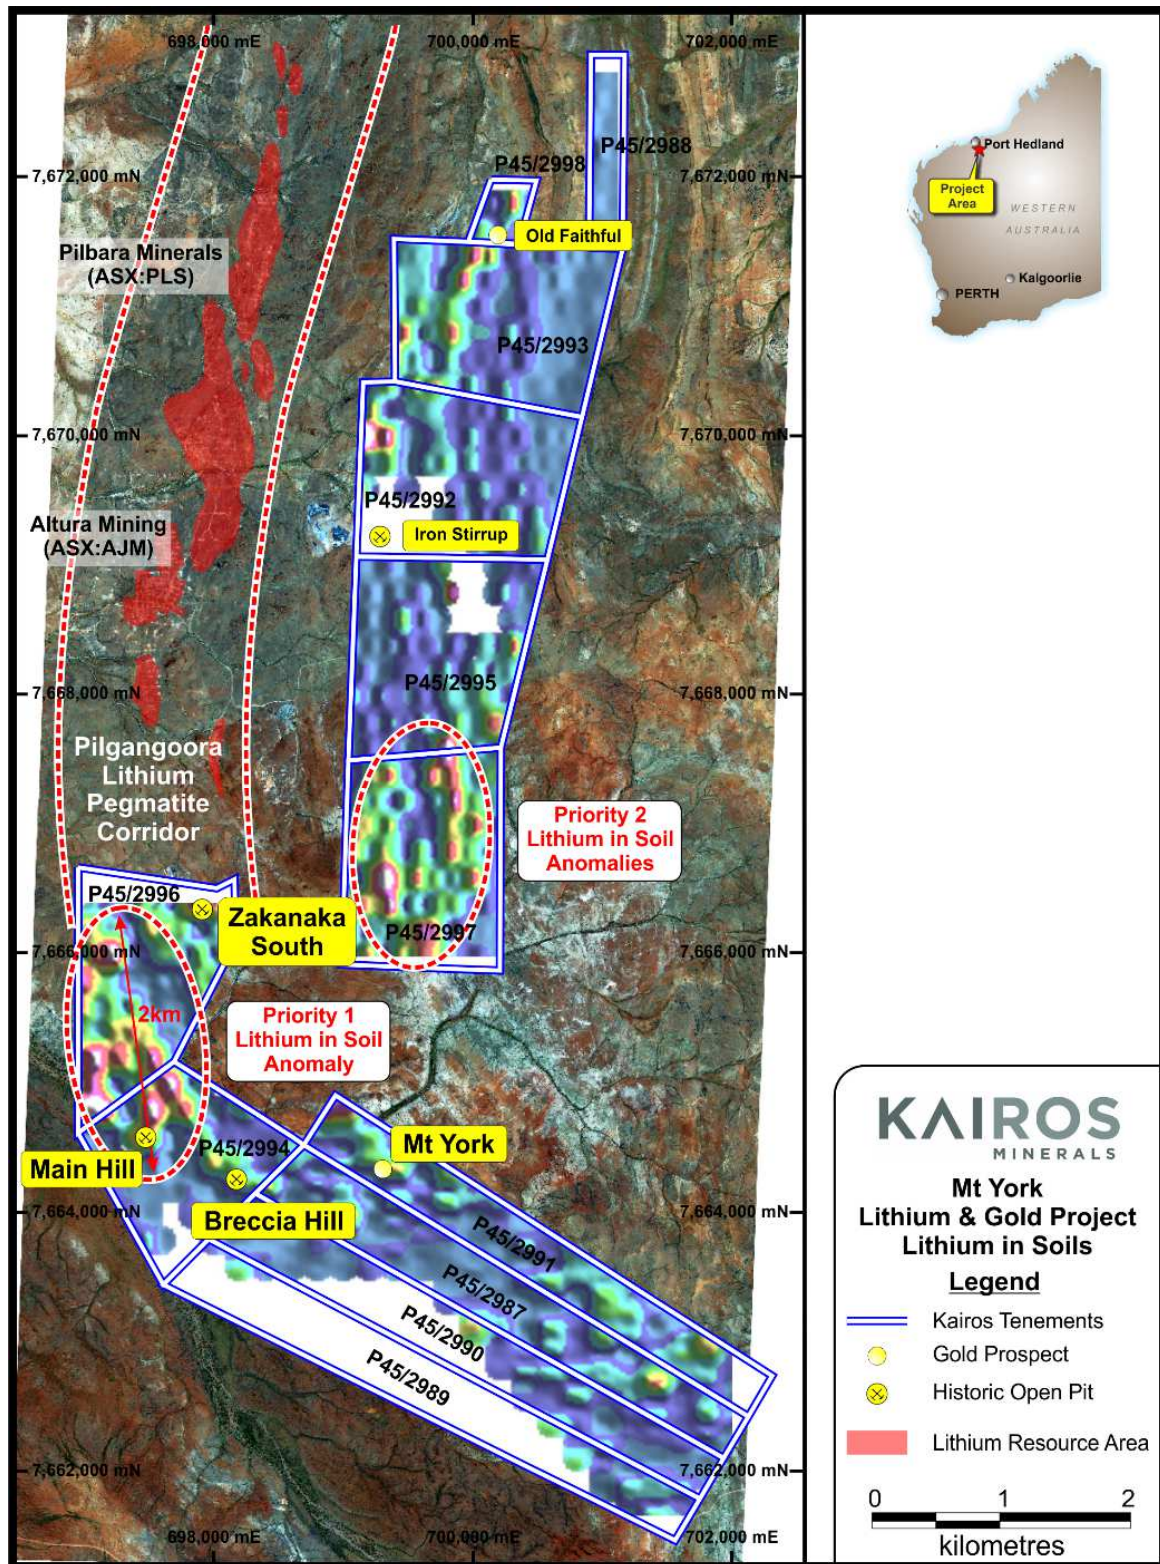 698,000 mE
700,000 mE
702,000 mE
P45/2988
P45/2998
7,672,000 mN
7,672,000 mN
Old Faithful
Pilbara Minerals
(ASX:PLS)
P45/2993
7,670,000 mN
7,670,000 mN
P45/2992
Iron Stirrup
Altura Mining
(ASX:AJM)
P45/2995
7,668,000 mN
7,668,000 mN
Pilgangoora
Lithium
Pegmatite
Corridor
Priority 2
Lithium in Soil
Anomalies
P45/2996
Zakanaka
South
P45/2997
7,666,000 mN
7,666,000 mN
2km
Priority 1
Lithium in Soil
Anomaly
P45/2994
Mt York
Main Hill
Breccia Hill
7,664,000 mN
7,664,000 mN
P45/2991
P45/2987
P45/2990
P45/2989
7,662,000 mN
7,662,000 mN
698,000 mE
700,000 mE
702,000 mE
Port Hedland
Project
Area
WESTERN
AUSTRALIA
Kalgoorlie
PERTH
KAIROS
MINERALS
Mt York
Lithium & Gold Project
Lithium in Soils
Legend
Kairos Tenements
Gold Prospect
Historic Open Pit
Lithium Resource Area
0 1 2
kilometres